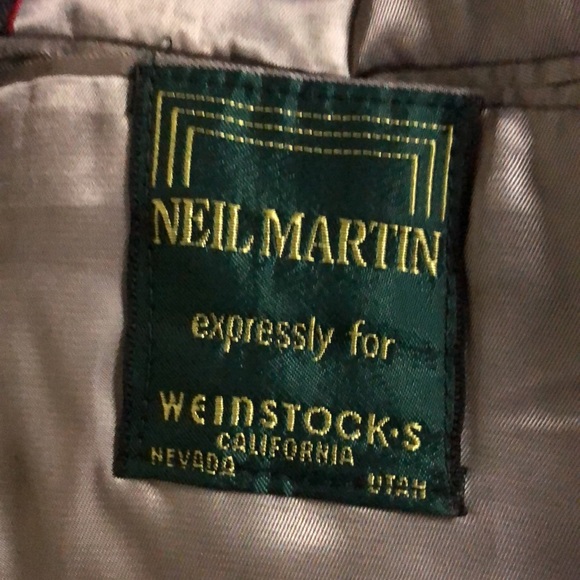 NEIL MARTIN
expressly for
WEINSTOCK·S
CALIFORNIA
NEVADA UTAH